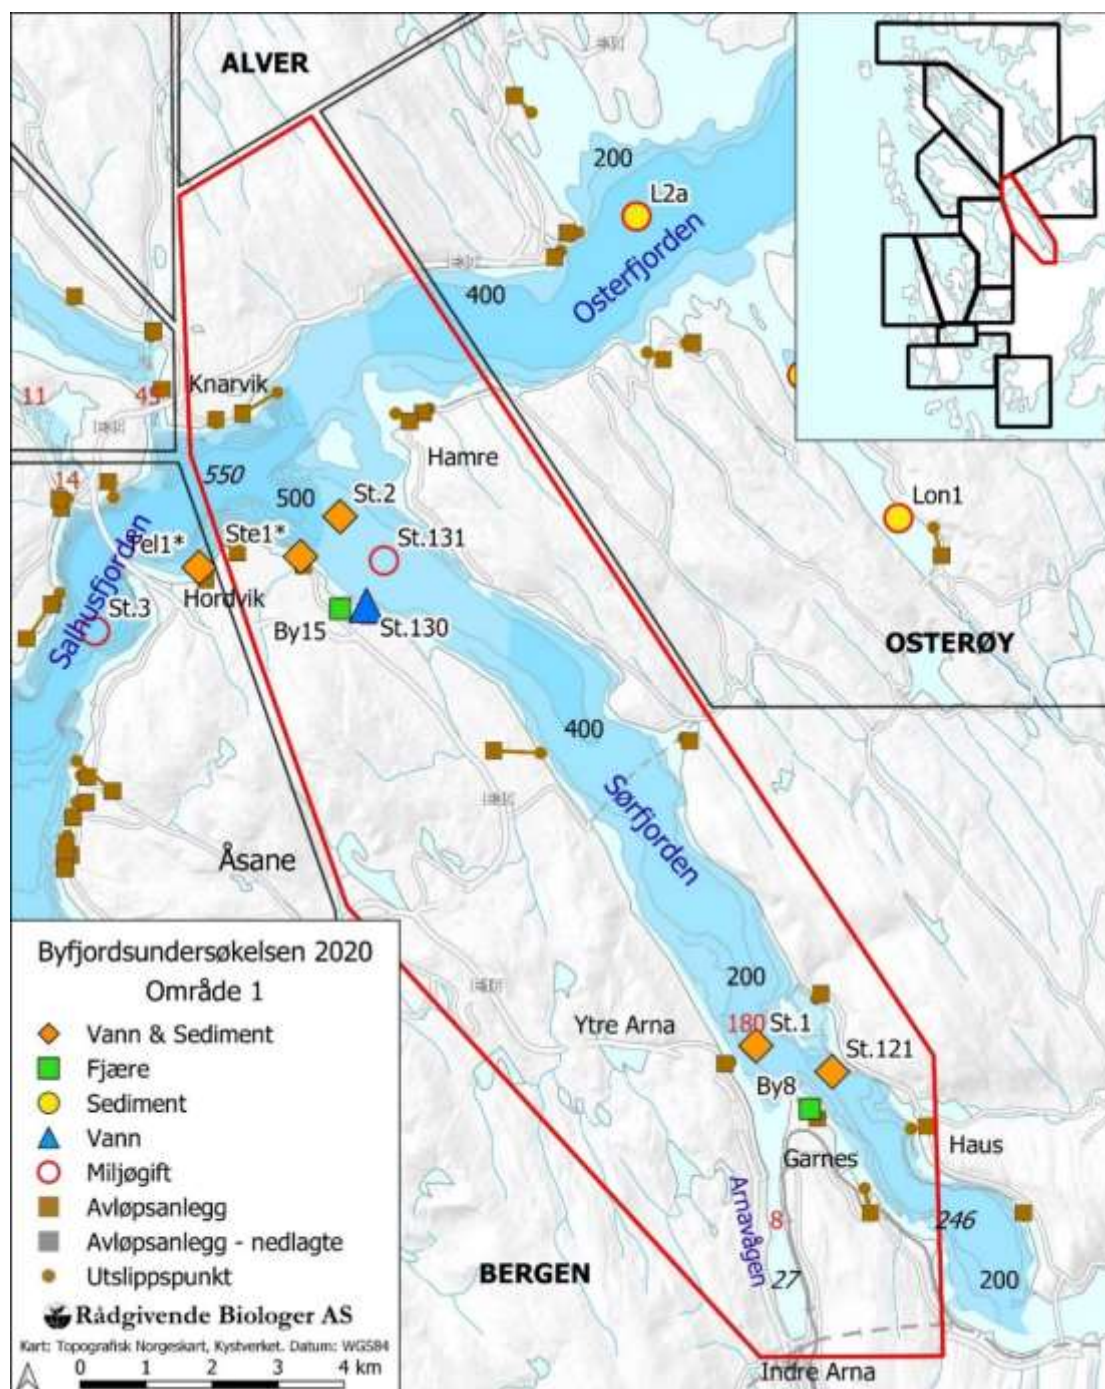 ALVER
200
L2a
Osterfjorden
400
Knarvik
11
45
Hamre
550
14
500
St.2
Lon1
Ste1*
St.131
Pel1*
Salhusfjorden
Hordvik
St.3
By15
St.130
OSTERØY
400
Sørfjorden
Åsane
200
180
St.1
Ytre Arna
St.121
By8
Haus
Garnes
Arnavågen
8
246
BERGEN
27
200
Indre Arna
Byfjordsundersøkelsen 2020
Område 1
Vann & Sediment
Fjære
Sediment
Vann
Miljøgift
Avløpsanlegg
Avløpsanlegg - nedlagte
Utslippspunkt
Rådgivende Biologer AS
Kart: Topografisk Norgeskart, Kystverket. Datum: WGS84
0 1 2 3 4 km